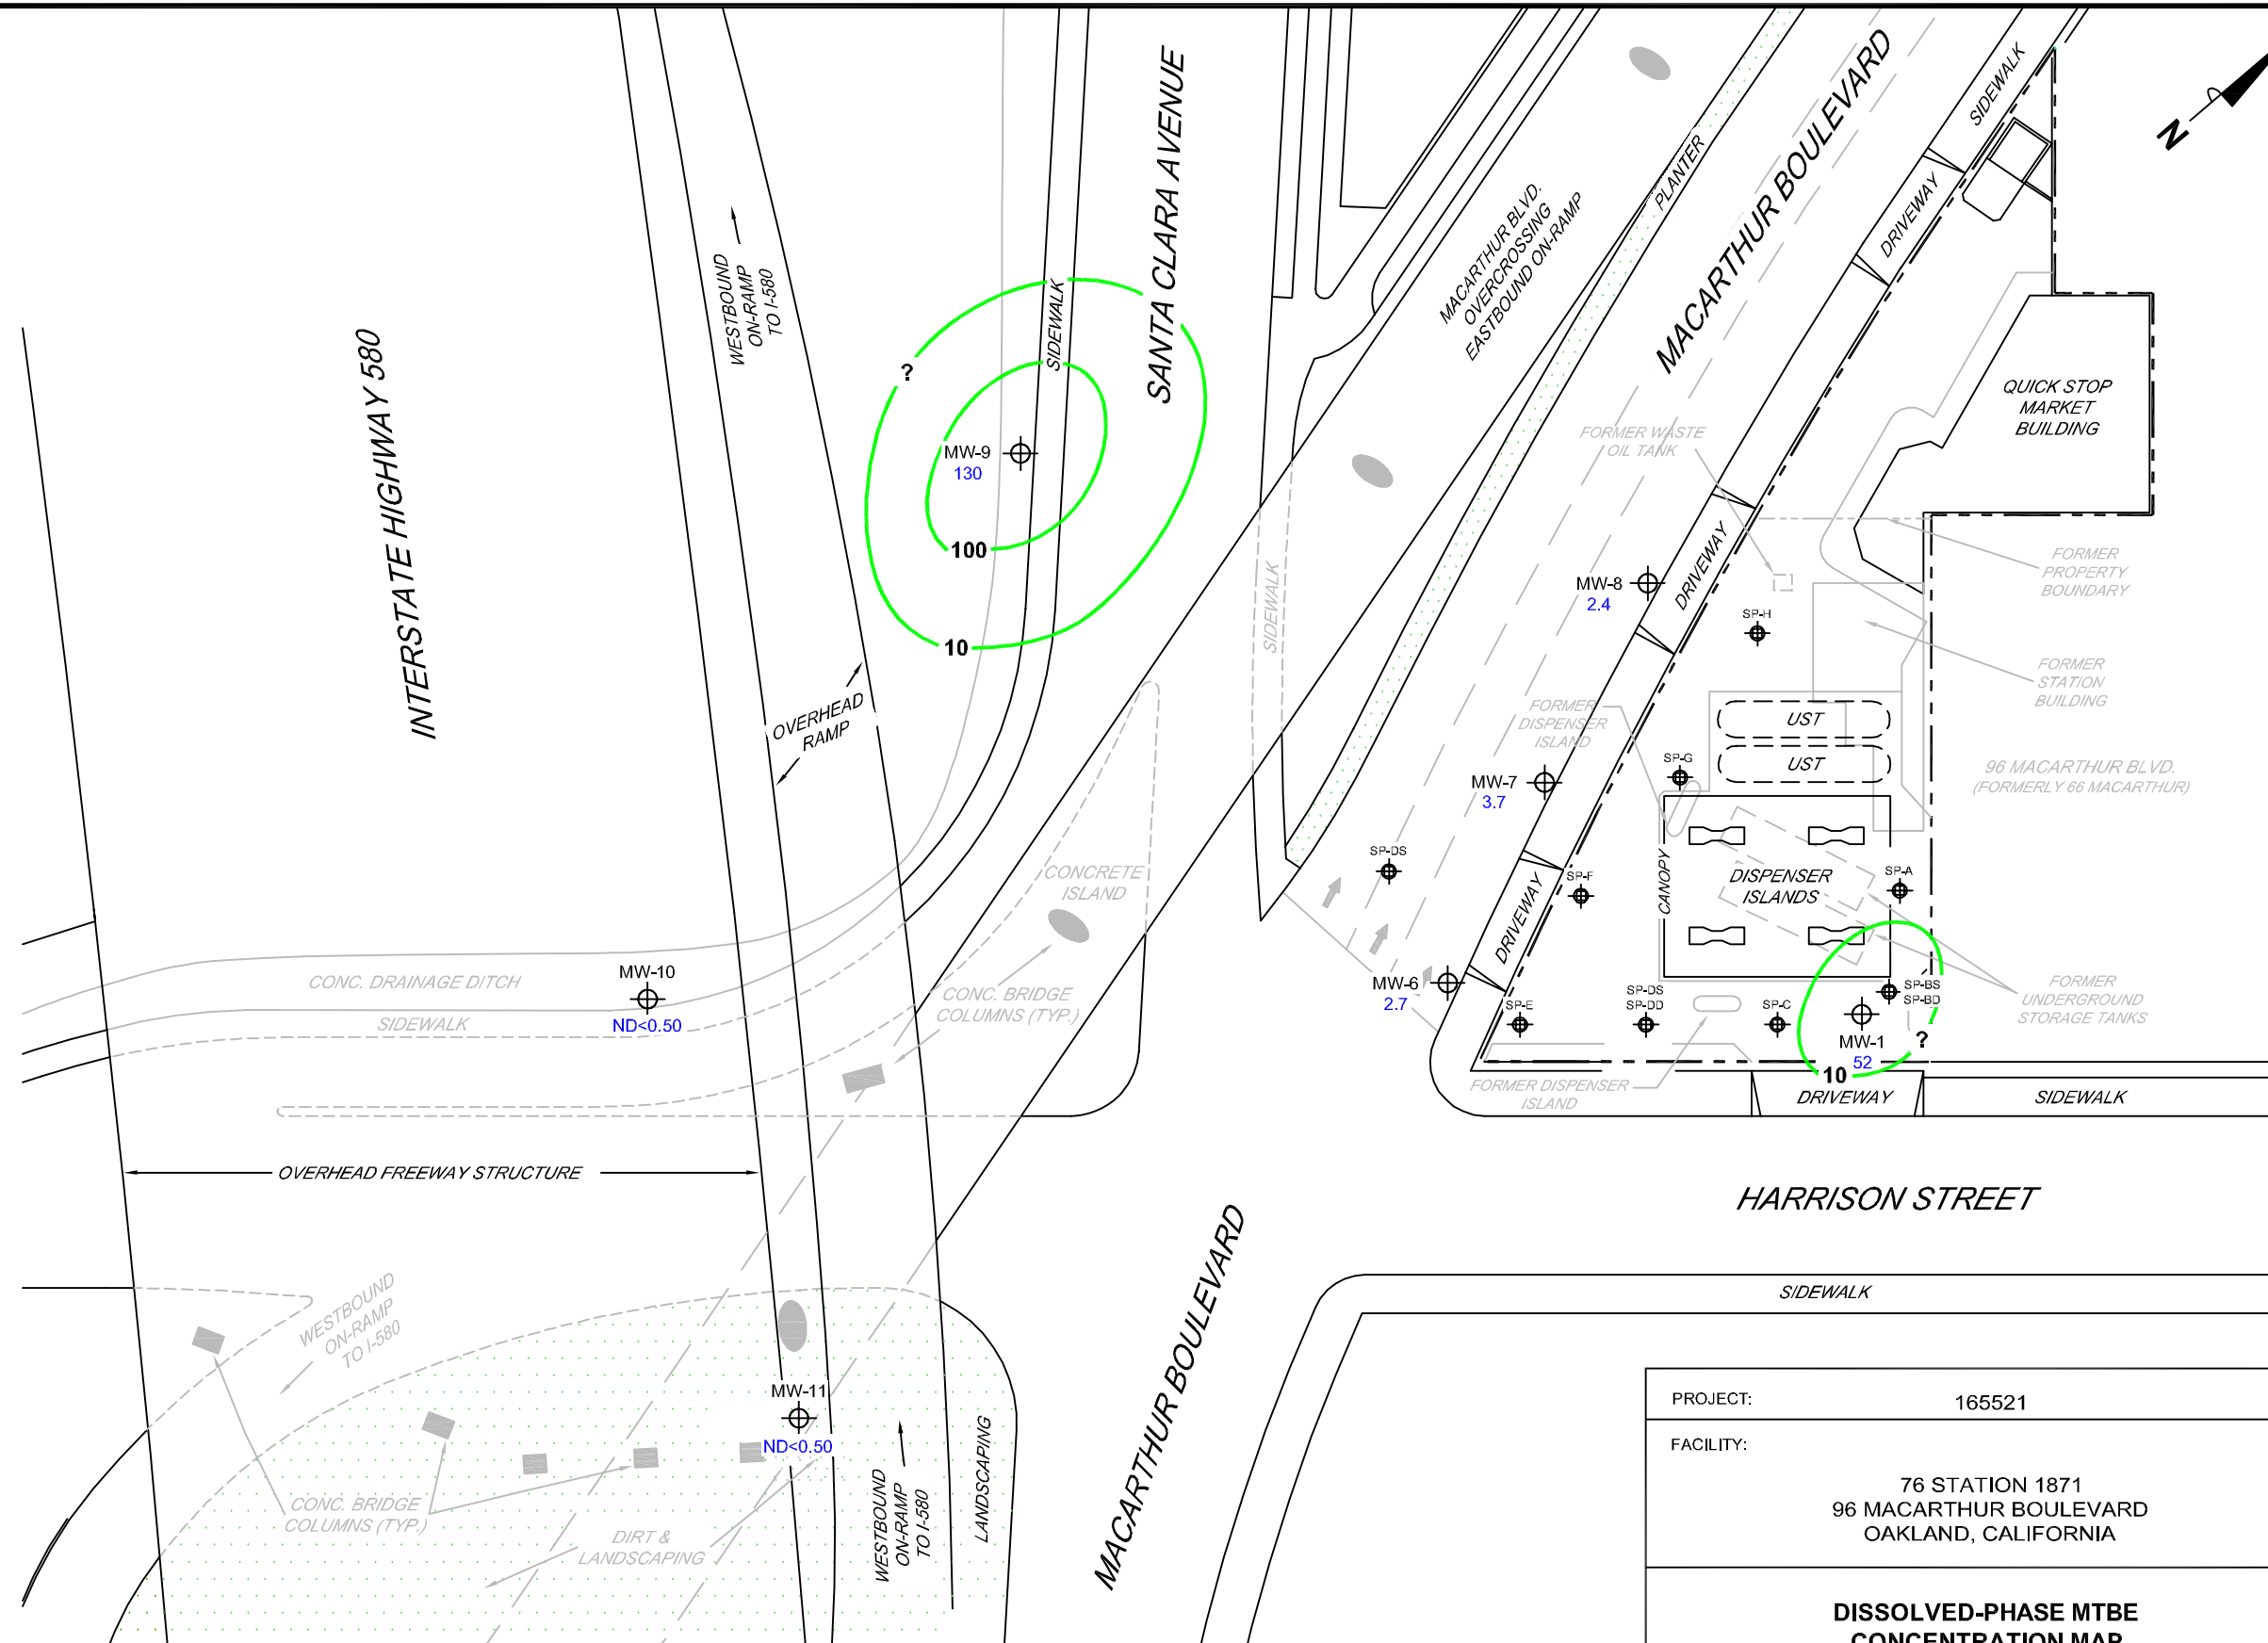 INTERSTATE HIGHWAY 580
WESTBOUND
ON-RAMP
TO I-580
SIDEWALK
SANTA CLARA AVENUE
MACARTHUR BLVD.
OVERCROSSING
EASTBOUND ON-RAMP
PLANTER
MACARTHUR BOULEVARD
SIDEWALK
DRIVEWAY
N
?
MW-9
130
100
10
OVERHEAD
RAMP
SIDEWALK
FORMER WASTE
OIL TANK
QUICK STOP
MARKET
BUILDING
FORMER
PROPERTY
BOUNDARY
MW-8
2.4
DRIVEWAY
SP-H
FORMER
STATION
BUILDING
FORMER
DISPENSER
ISLAND
UST
UST
SP-G
MW-7
3.7
96 MACARTHUR BLVD.
(FORMERLY 66 MACARTHUR)
SP-DS
SP-F
CANOPY
DISPENSER
ISLANDS
SP-A
CONCRETE
ISLAND
DRIVEWAY
MW-10
ND<0.50
CONC. DRAINAGE DITCH
SIDEWALK
CONC. BRIDGE
COLUMNS (TYP.)
MW-6
2.7
SP-E
SP-DS
SP-DD
SP-C
SP-BS
SP-BD
MW-1
52
?
10
FORMER
UNDERGROUND
STORAGE TANKS
FORMER DISPENSER
ISLAND
DRIVEWAY
SIDEWALK
OVERHEAD FREEWAY STRUCTURE
HARRISON STREET
SIDEWALK
WESTBOUND
ON-RAMP
TO I-580
MW-11
ND<0.50
CONC. BRIDGE
COLUMNS (TYP.)
DIRT &
LANDSCAPING
WESTBOUND
ON-RAMP
TO I-580
LANDSCAPING
MACARTHUR BOULEVARD
PROJECT: 165521
FACILITY:
76 STATION 1871
96 MACARTHUR BOULEVARD
OAKLAND, CALIFORNIA
DISSOLVED-PHASE MTBE
CONCENTRATION MAP